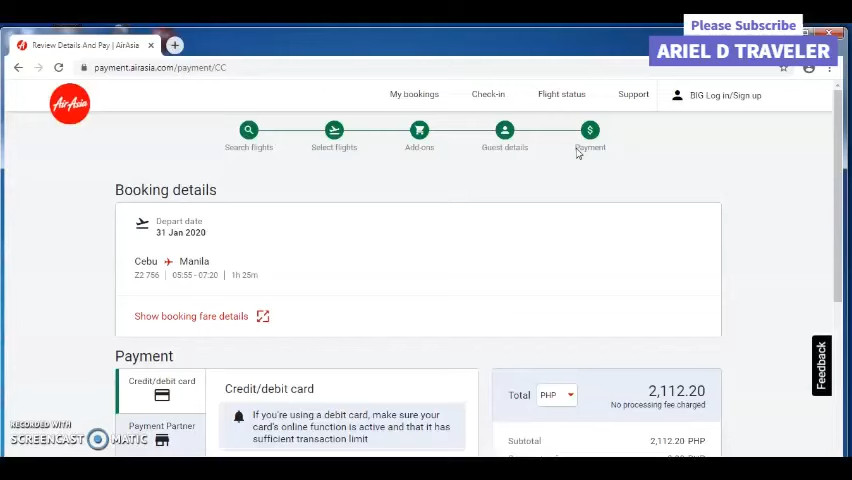 Please Subscribe
ARIEL D TRAVELER
Review Details And Pay | AirAsia
payment.airasia.com/payment/CC
AirAsia
My bookings
Check-in
Flight status
Support
BIG Log in/Sign up
Search flights
Select flights
Add-ons
Guest details
Payment
Booking details
Depart date
31 Jan 2020
Cebu
Manila
Z2 756 | 05:55 - 07:20 | 1h 25m
Show booking fare details
Feedback
Payment
Credit/debit card
Payment Partner
Credit/debit card
If you're using a debit card, make sure your
card's online function is active and that it has
sufficient transaction limit
Total
PHP
2,112.20
No processing fee charged
Subtotal
2,112.20 PHP
RECORDED WITH
SCREENCAST MATIC